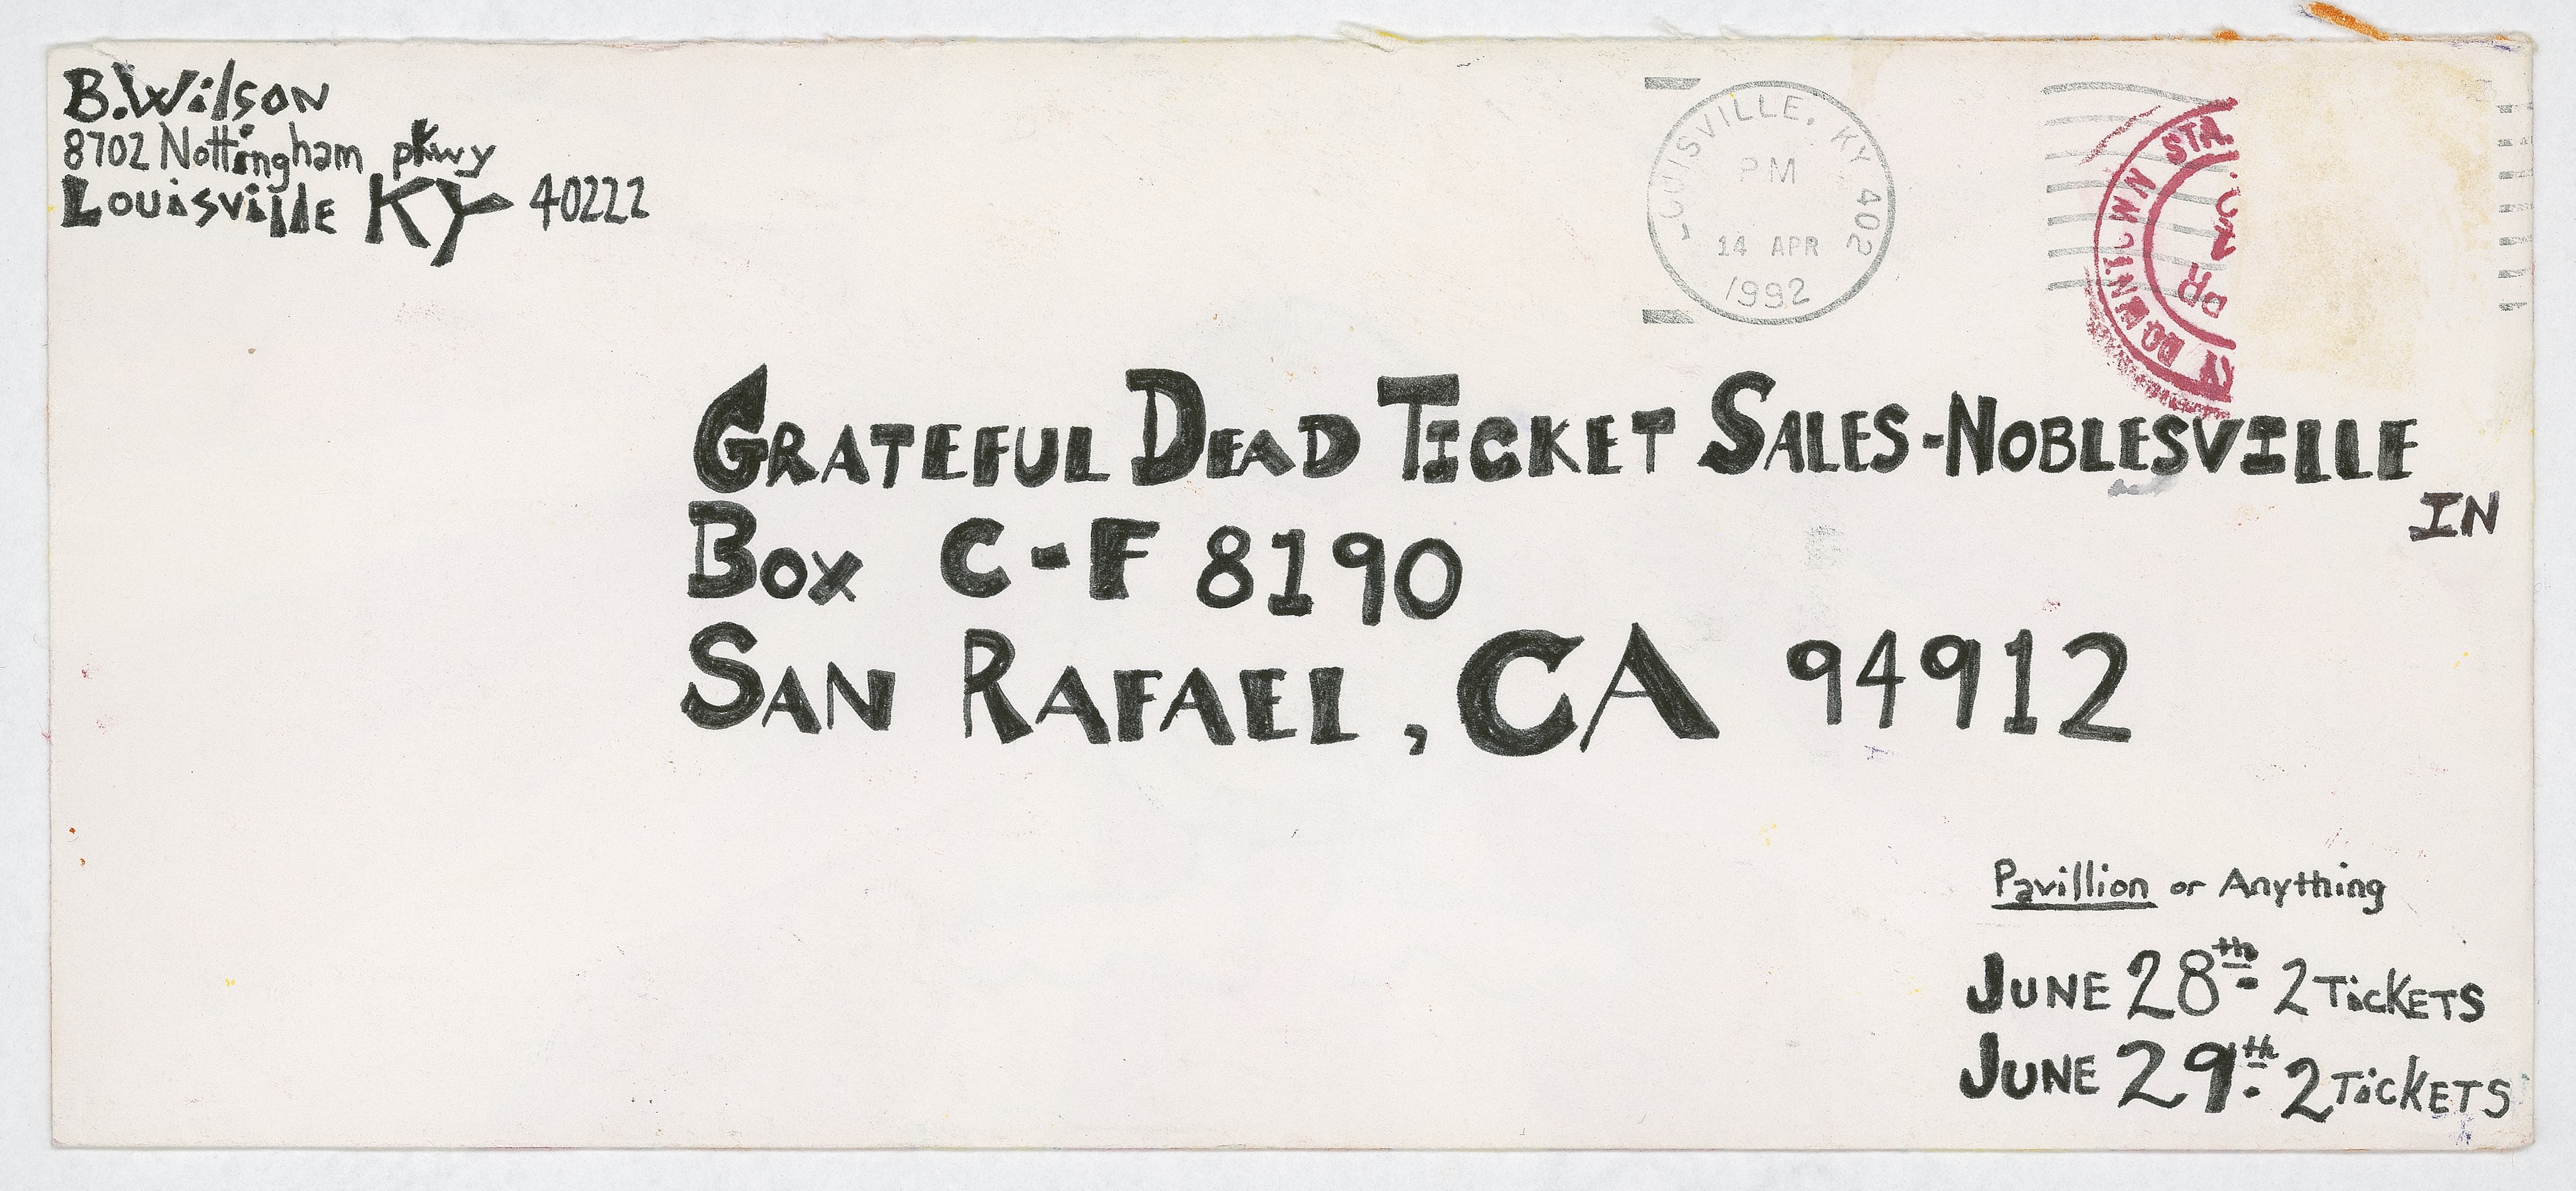 B. Wilson
8702 Nottingham pkwy
Louisville KY 40222
LOUISVILLE, KY 402
PM
14 APR
1992
STA.
GRATEFUL DEAD TICKET SALES - NOBLESVILLE
IN
BOX C-F 8190
SAN RAFAEL, CA 94912
Pavillion or Anything
JUNE 28th 2 TICKETS
JUNE 29th 2 TICKETS